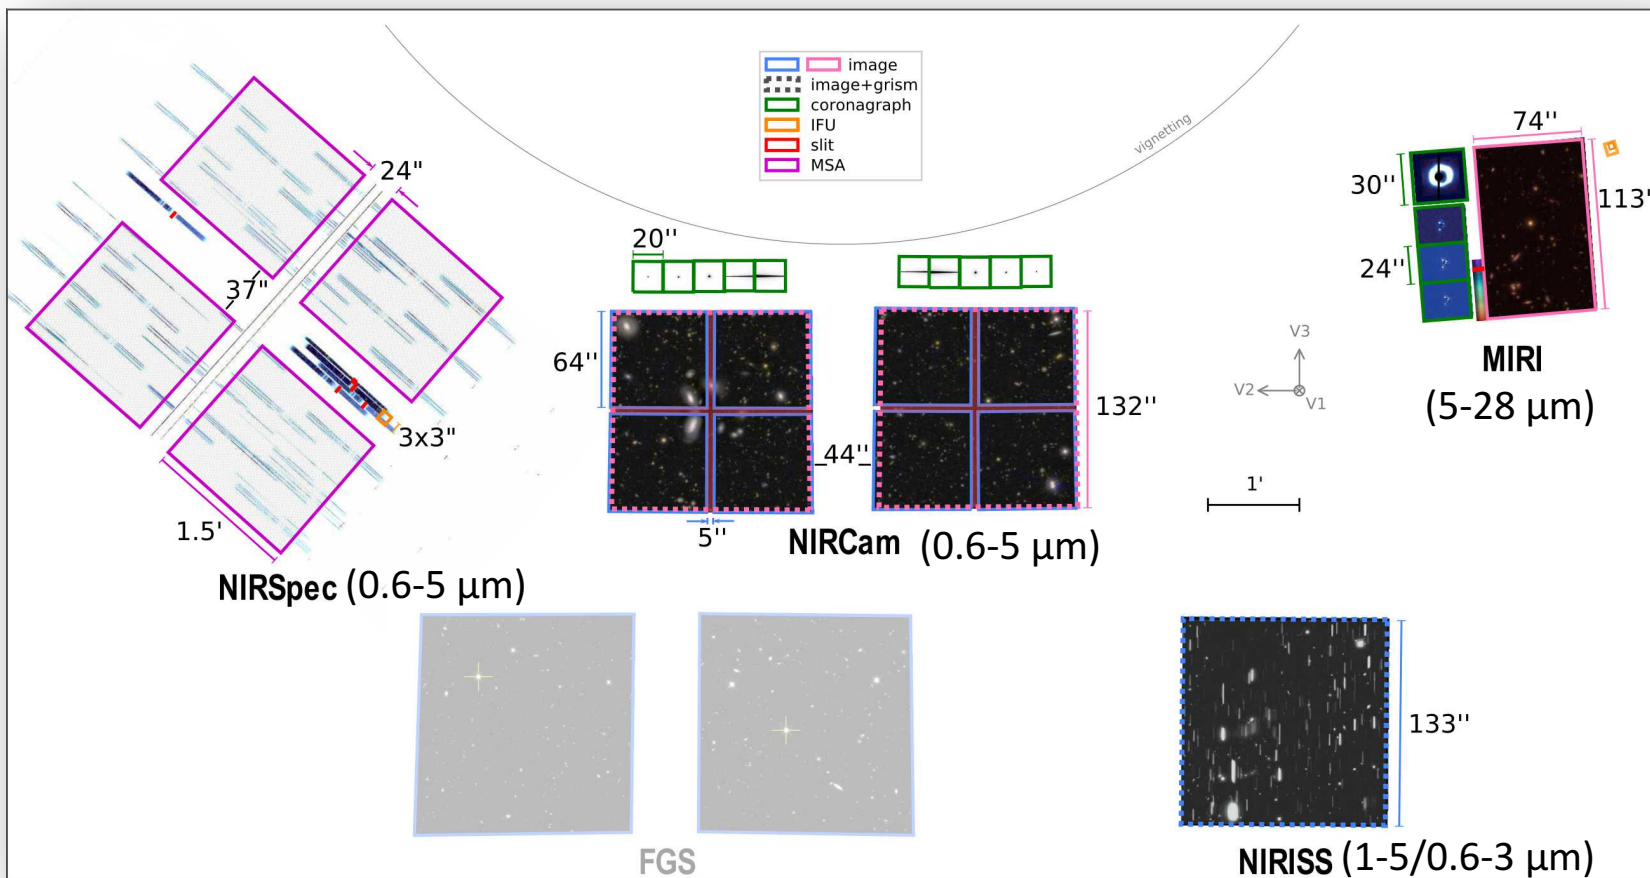 image
image+grism
coronagraph
IFU
slit
MSA
vignetting
24"
37"
3x3"
1.5'
NIRSpec (0.6-5 µm)
20''
64''
44''
132''
5''
NIRCam (0.6-5 µm)
74''
30''
113''
24''
MIRI
(5-28 µm)
V3
V2
V1
1'
FGS
133''
NIRISS (1-5/0.6-3 µm)